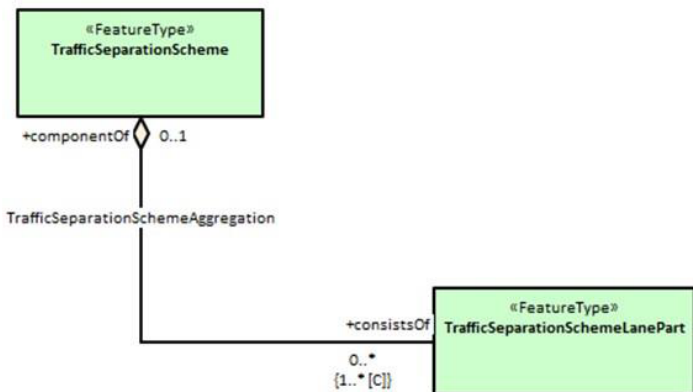 «FeatureType»
TrafficSeparationScheme
+componentOf 0..1
TrafficSeparationSchemeAggregation
«FeatureType»
+consistsOf
TrafficSeparationSchemeLanePart
0..*
{1..* [C]}